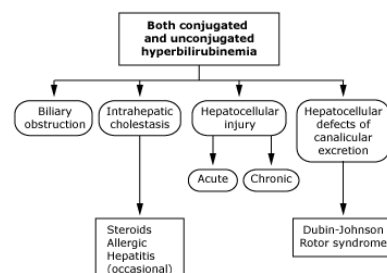 Both conjugated
and unconjugated
hyperbilirubinemia
Biliary
obstruction
Intrahepatic
cholestasis
Hepatocellular
injury
Hepatocellular
defects of
canalicular
excretion
Acute
Chronic
Steroids
Allergic
Hepatitis
(occasional)
Dubin-Johnson
Rotor syndrome